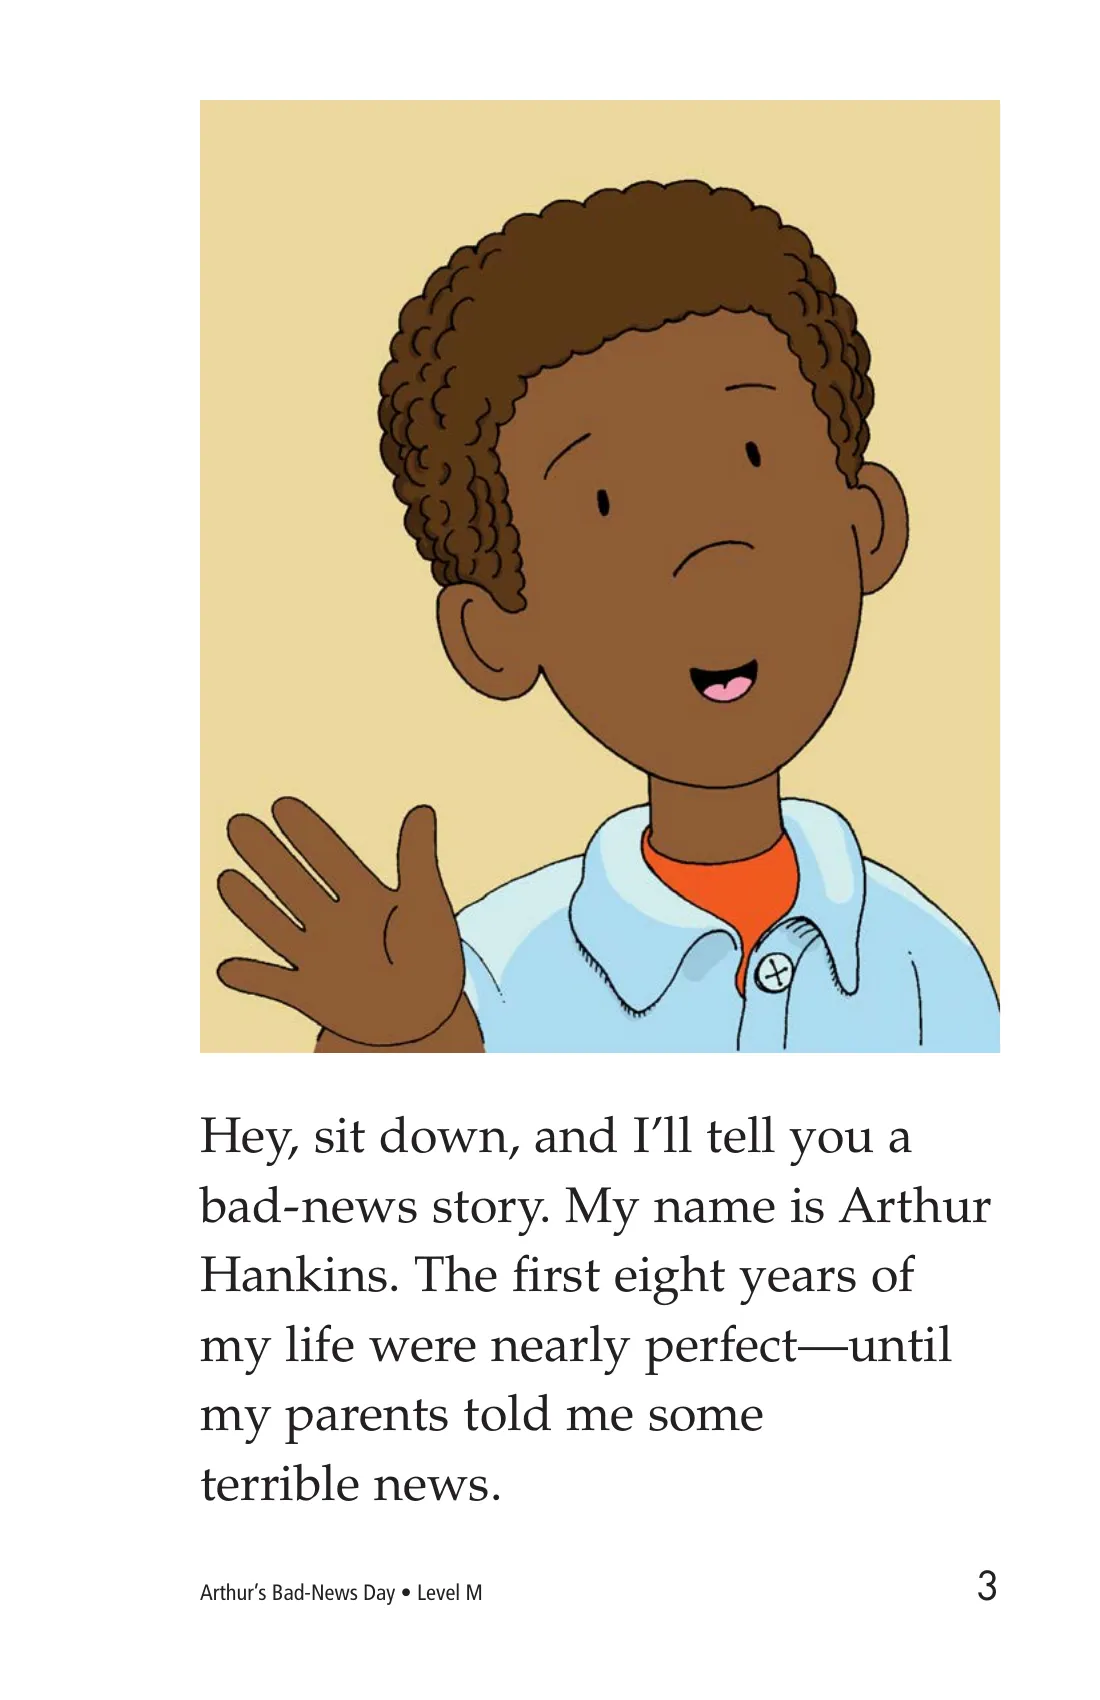 Hey, sit down, and I’ll tell you a
bad-news story. My name is Arthur
Hankins. The first eight years of
my life were nearly perfect—until
my parents told me some
terrible news.
Arthur’s Bad-News Day • Level M
3